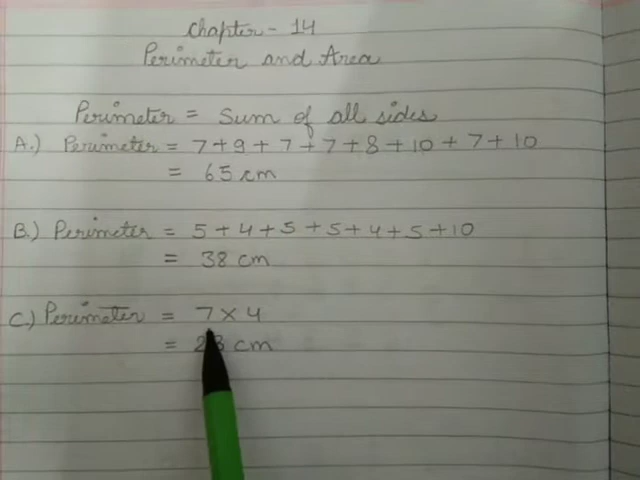 Chapter - 14
Perimeter and Area
Perimeter = Sum of all sides
A.) Perimeter = 7+9+7+7+8+10+7+10
= 65 cm
B.) Perimeter = 5+4+5+5+4+5+10
= 38 cm
C.) Perimeter = 7×4
= 28 cm